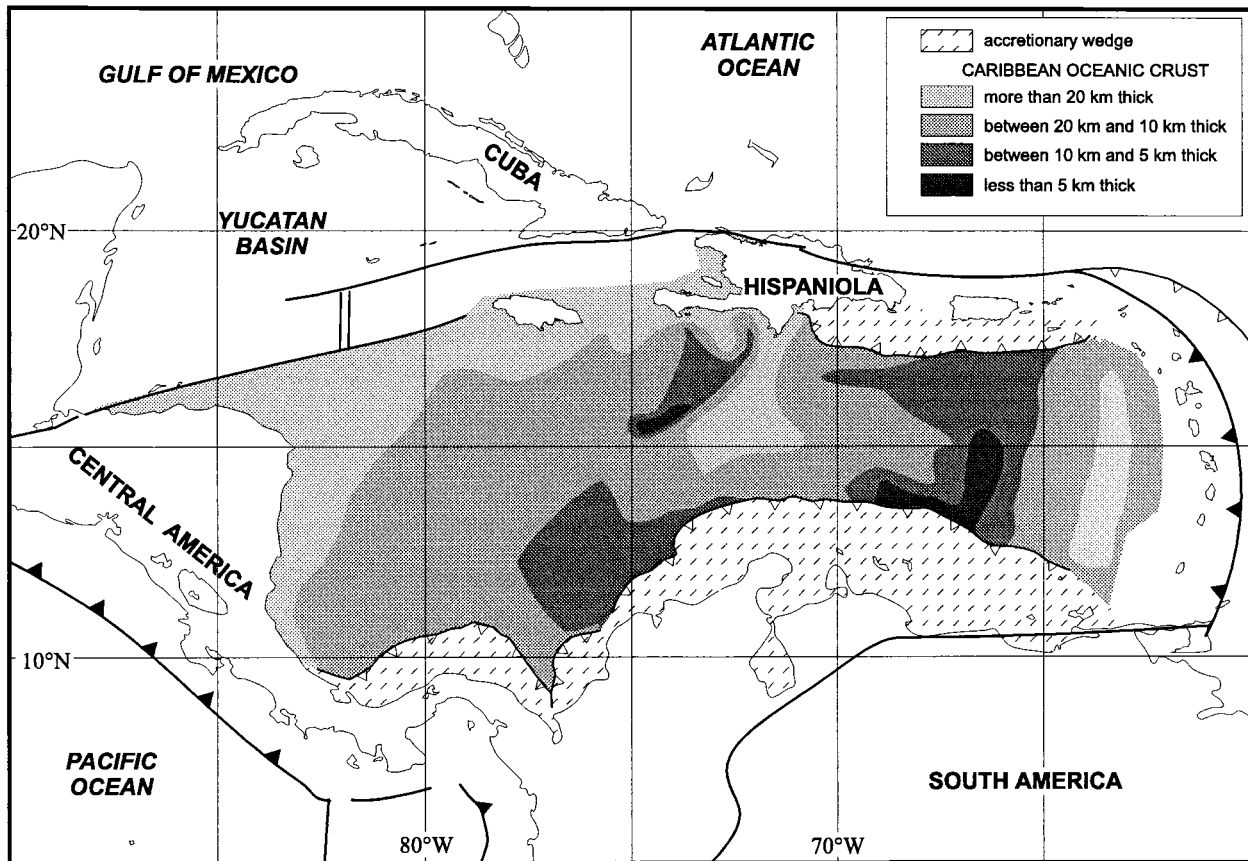 GULF OF MEXICO
ATLANTIC
OCEAN
accretionary wedge
CARIBBEAN OCEANIC CRUST
more than 20 km thick
between 20 km and 10 km thick
between 10 km and 5 km thick
less than 5 km thick
CUBA
20°N
YUCATAN
BASIN
HISPANIOLA
CENTRAL AMERICA
10°N
PACIFIC
OCEAN
SOUTH AMERICA
80°W
70°W